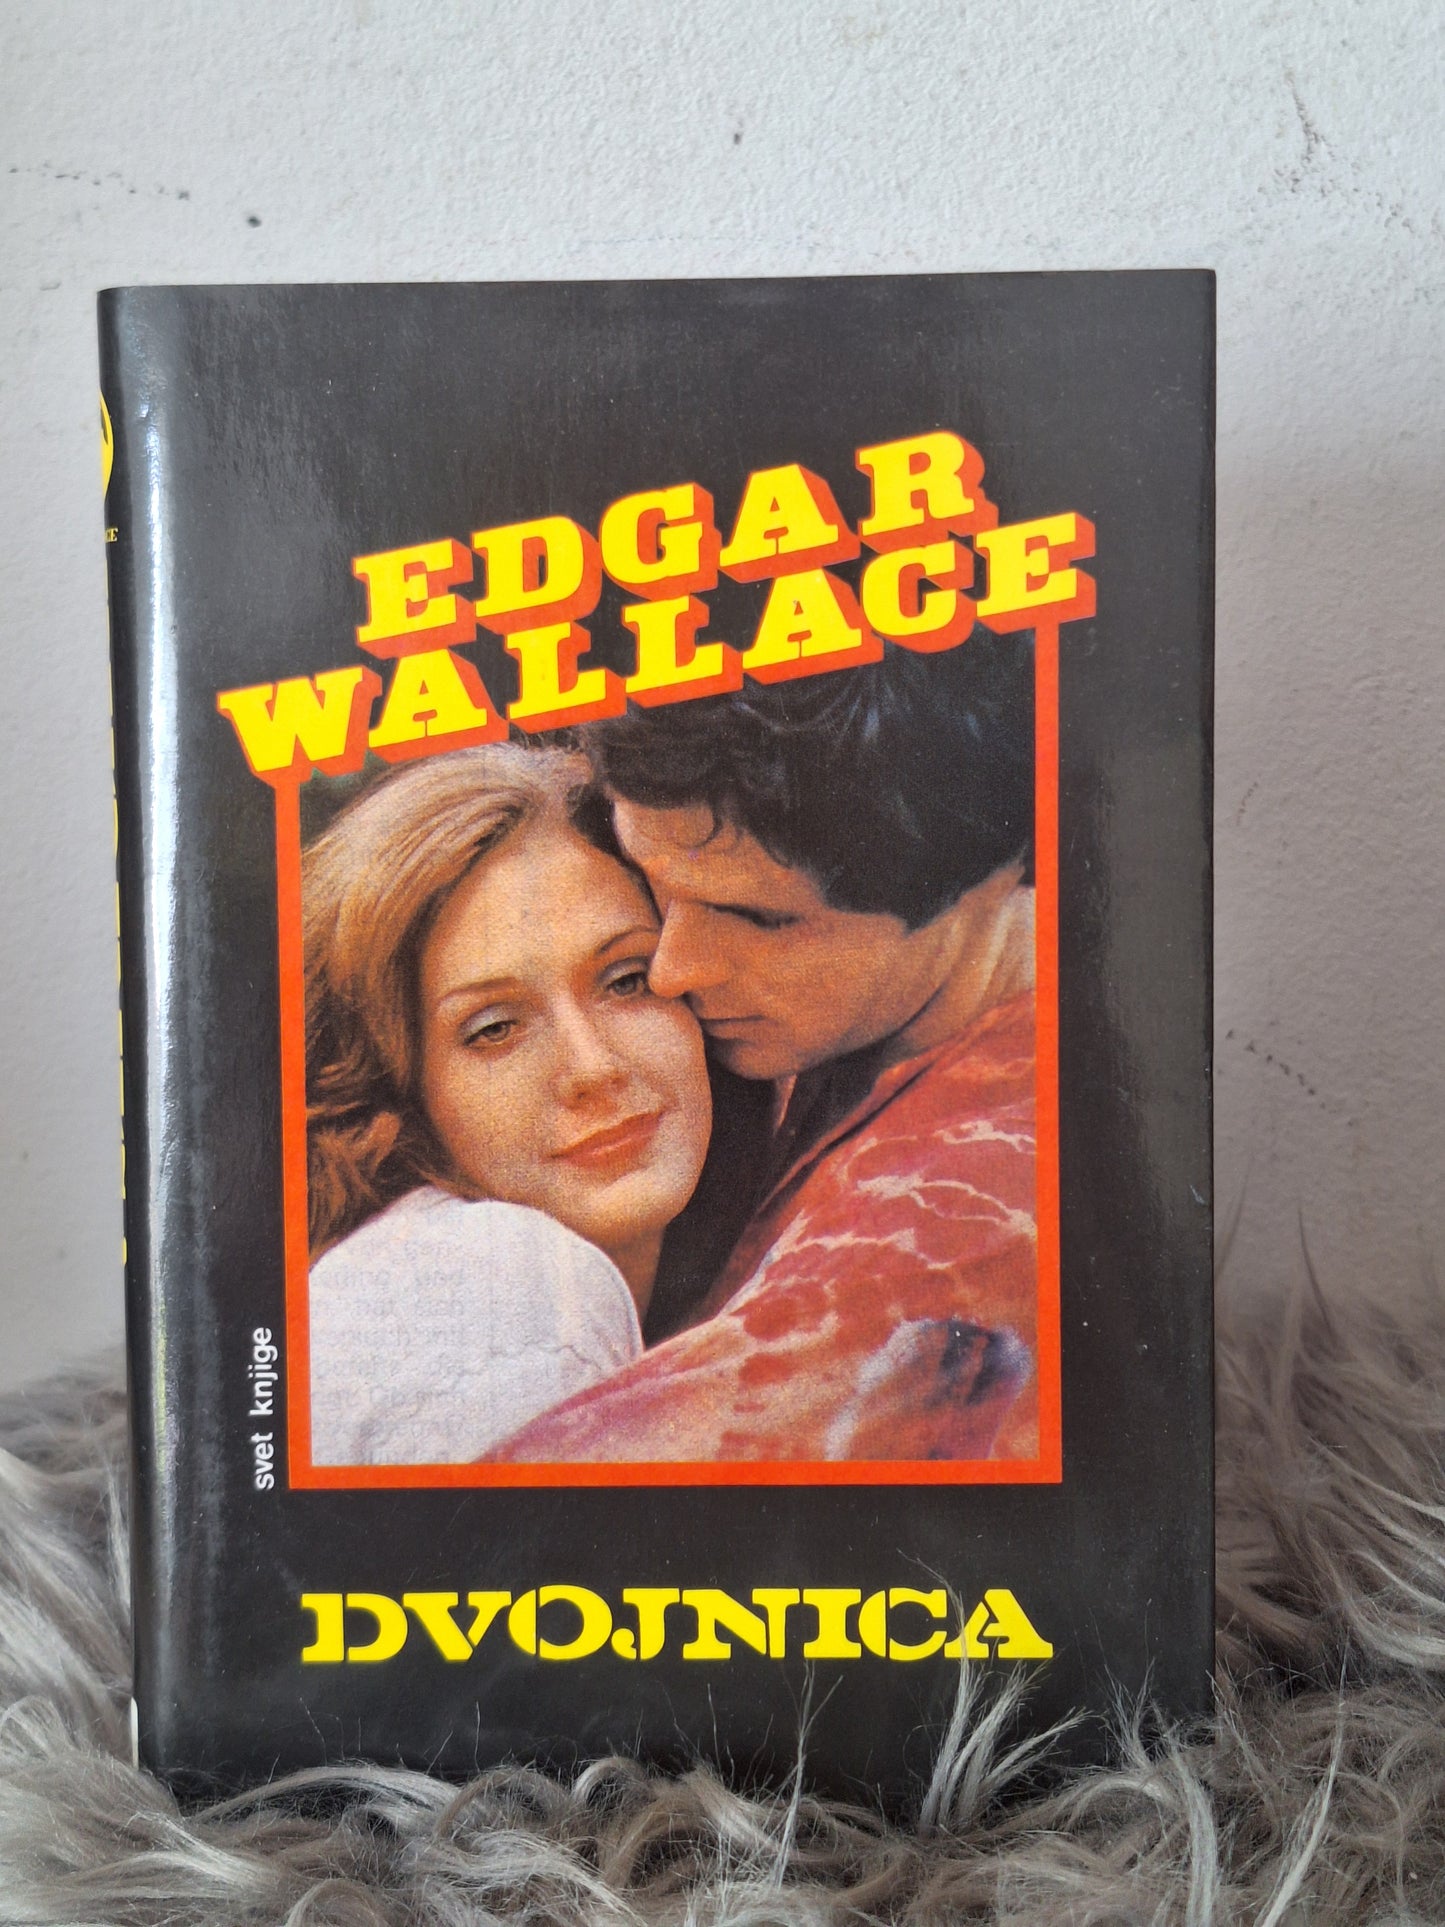 EDGAR
WALLACE
svet knjige
DVOJNICA